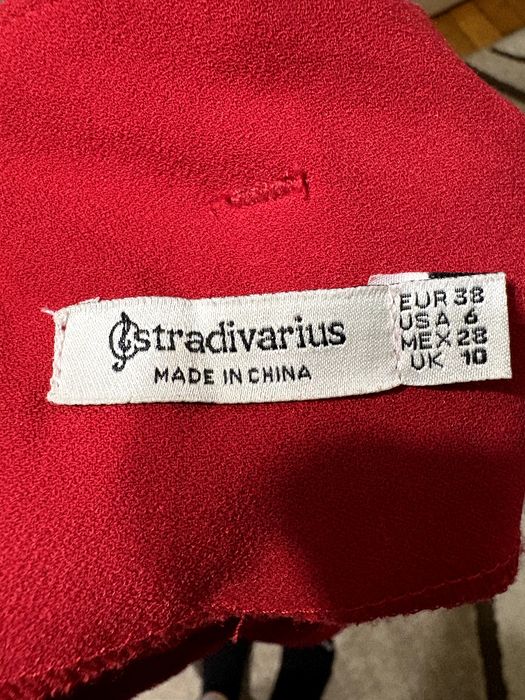 stradivarius
MADE IN CHINA
EUR 38
USA 6
MEX 28
UK 10